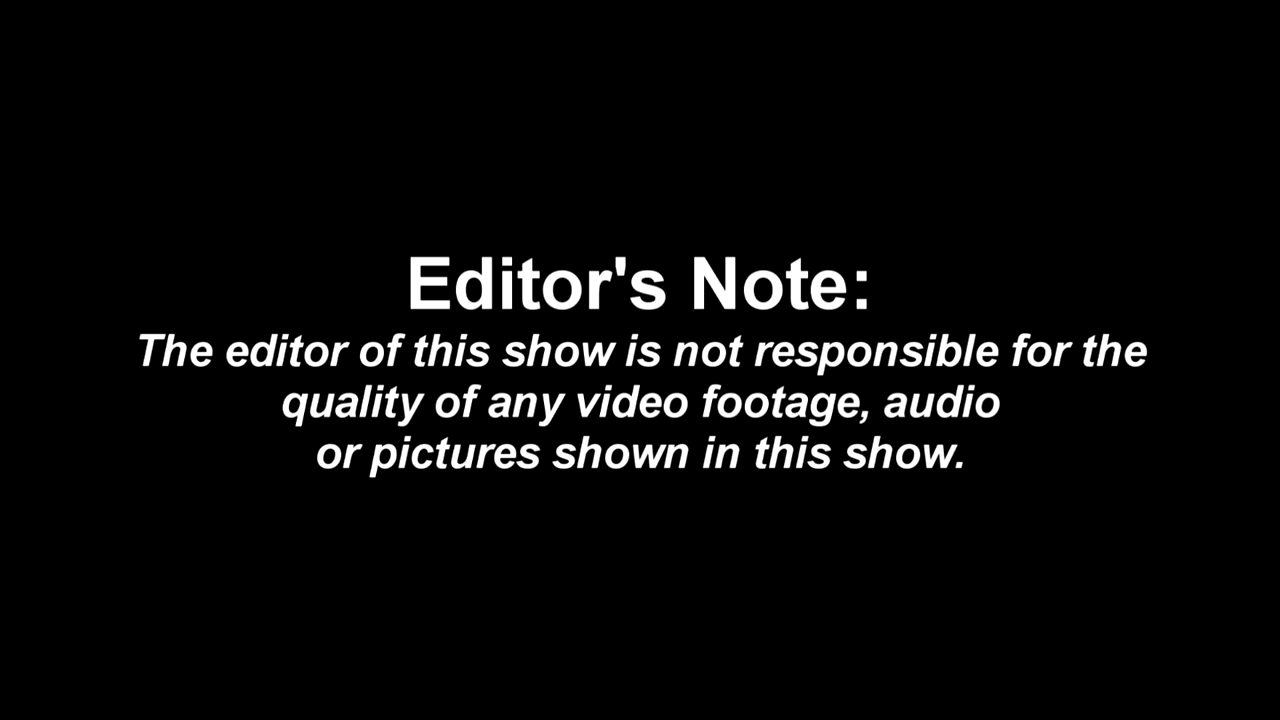 Editor's Note:
The editor of this show is not responsible for the
quality of any video footage, audio
or pictures shown in this show.